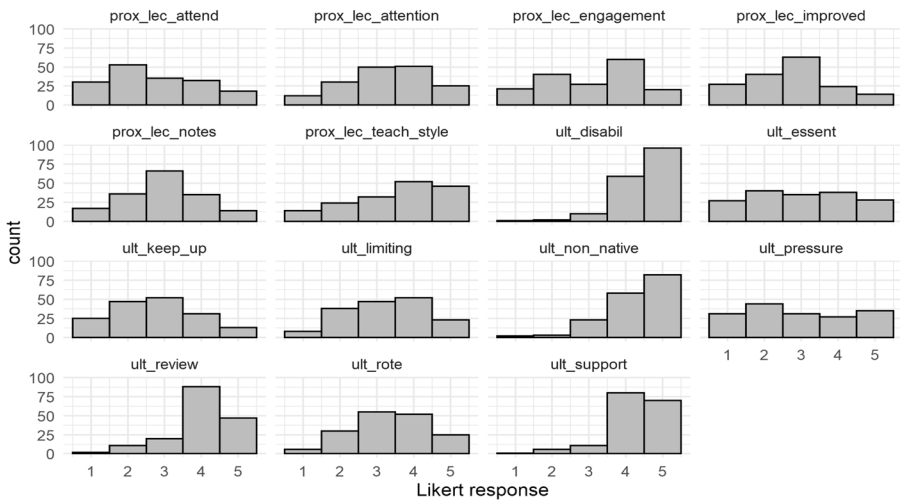 prox_lec_attend prox_lec_attention prox_lec_engagement prox_lec_improved
100
75
50
25
0
prox_lec_notes prox_lec_teach_style ult_disabil ult_essent
100
75
50
25
0
count
ult_keep_up ult_limiting ult_non_native ult_pressure
100
75
50
25
0
1 2 3 4 5
ult_review ult_rote ult_support
100
75
50
25
0
1 2 3 4 5 1 2 3 4 5 1 2 3 4 5
Likert response